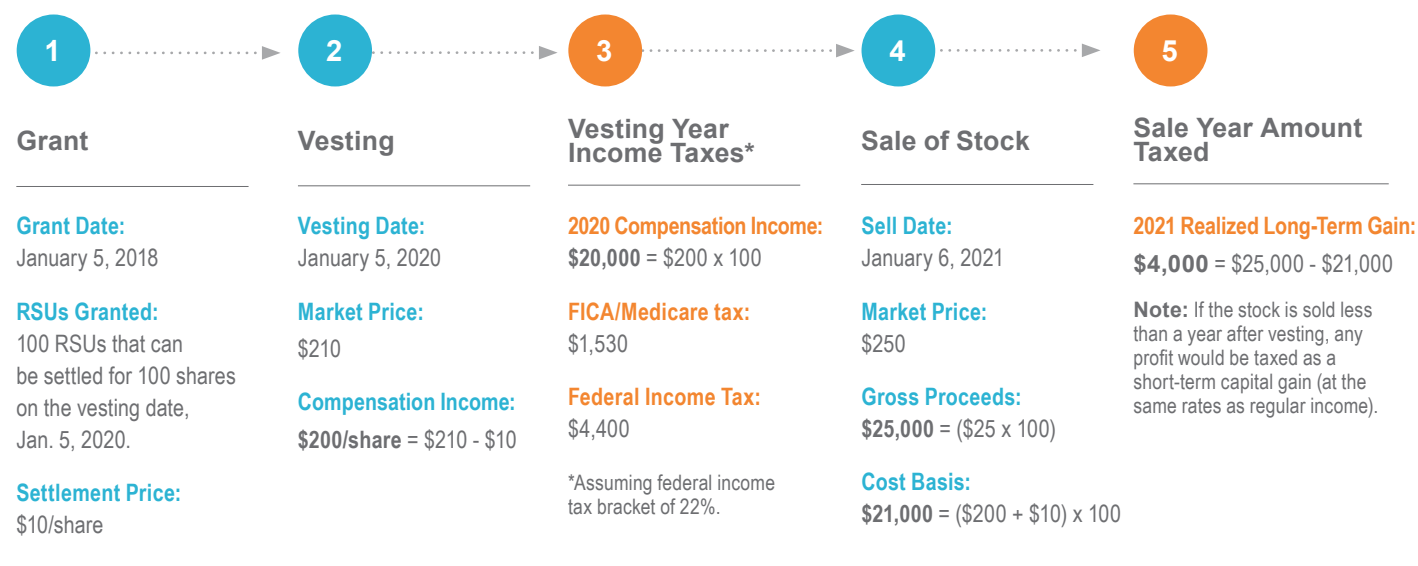 1
Grant
Grant Date:
January 5, 2018
RSUs Granted:
100 RSUs that can
be settled for 100 shares
on the vesting date,
Jan. 5, 2020.
Settlement Price:
$10/share
2
Vesting
Vesting Date:
January 5, 2020
Market Price:
$210
Compensation Income:
$200/share = $210 - $10
3
Vesting Year
Income Taxes*
2020 Compensation Income:
$20,000 = $200 x 100
FICA/Medicare tax:
$1,530
Federal Income Tax:
$4,400
*Assuming federal income
tax bracket of 22%.
4
Sale of Stock
Sell Date:
January 6, 2021
Market Price:
$250
Gross Proceeds:
$25,000 = ($25 x 100)
Cost Basis:
$21,000 = ($200 + $10) x 100
5
Sale Year Amount
Taxed
2021 Realized Long-Term Gain:
$4,000 = $25,000 - $21,000
Note: If the stock is sold less
than a year after vesting, any
profit would be taxed as a
short-term capital gain (at the
same rates as regular income).